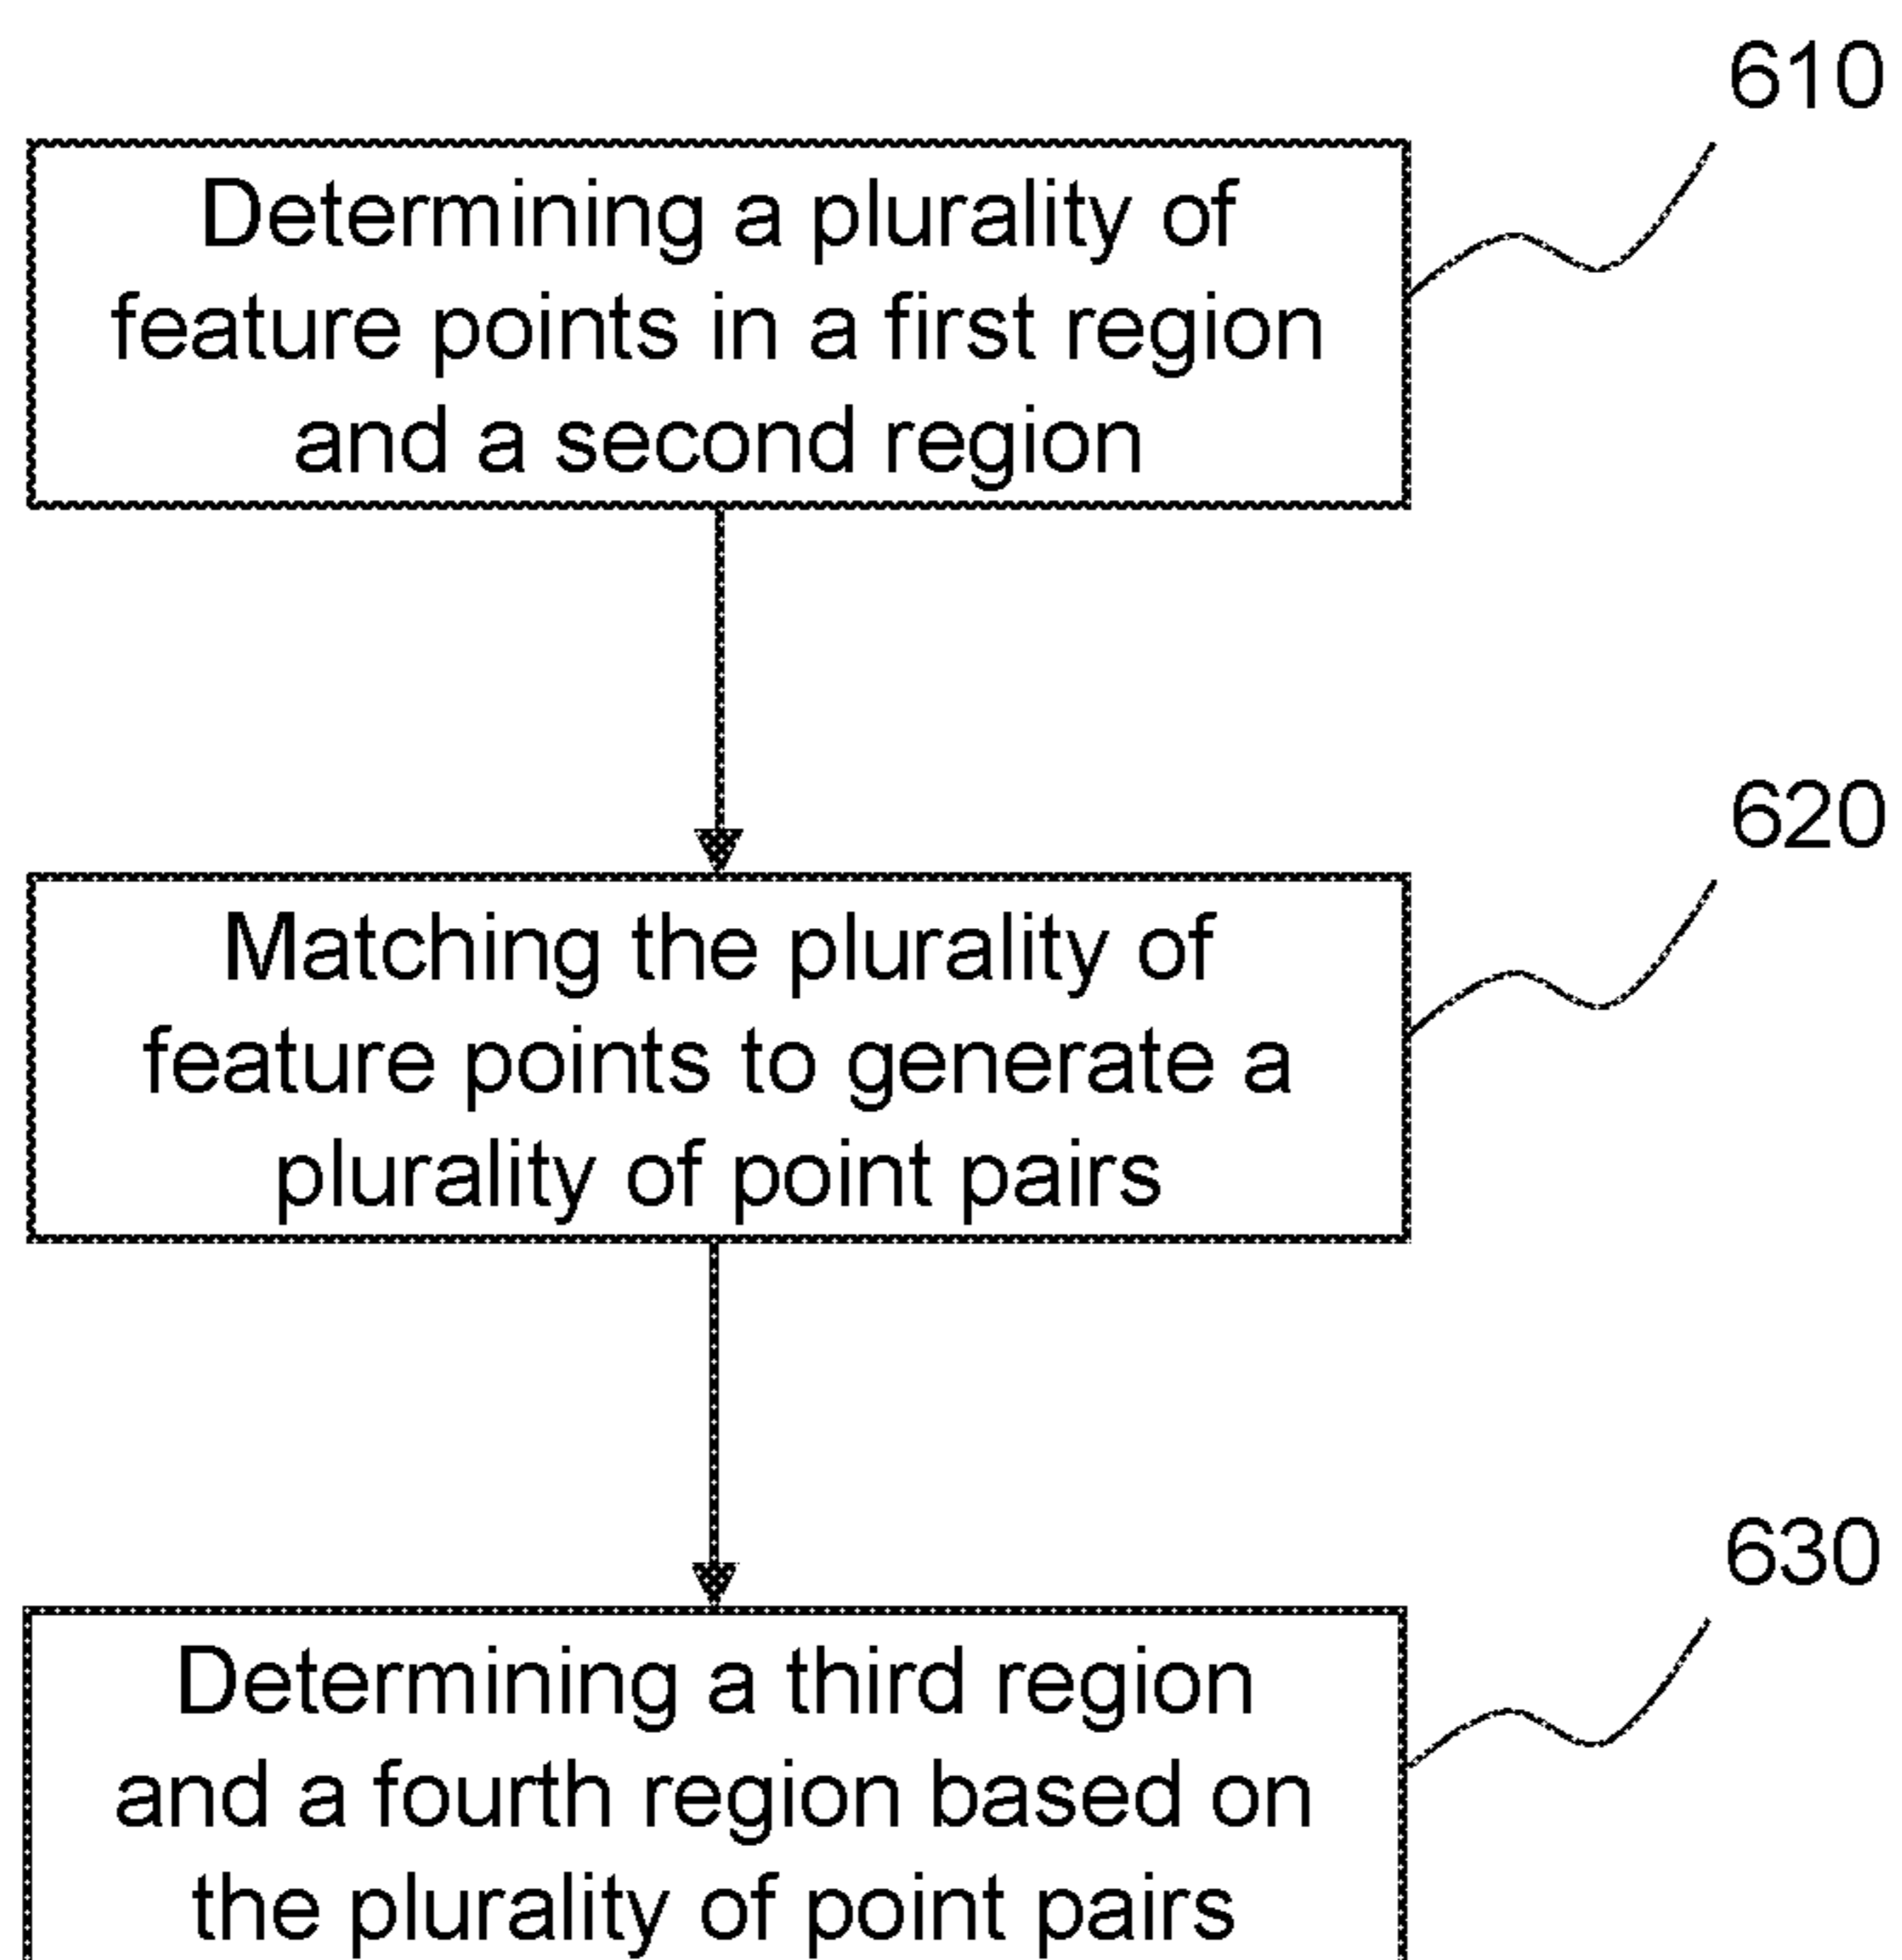 610
Determining a plurality of
feature points in a first region
and a second region
620
Matching the plurality of
feature points to generate a
plurality of point pairs
630
Determining a third region
and a fourth region based on
the plurality of point pairs